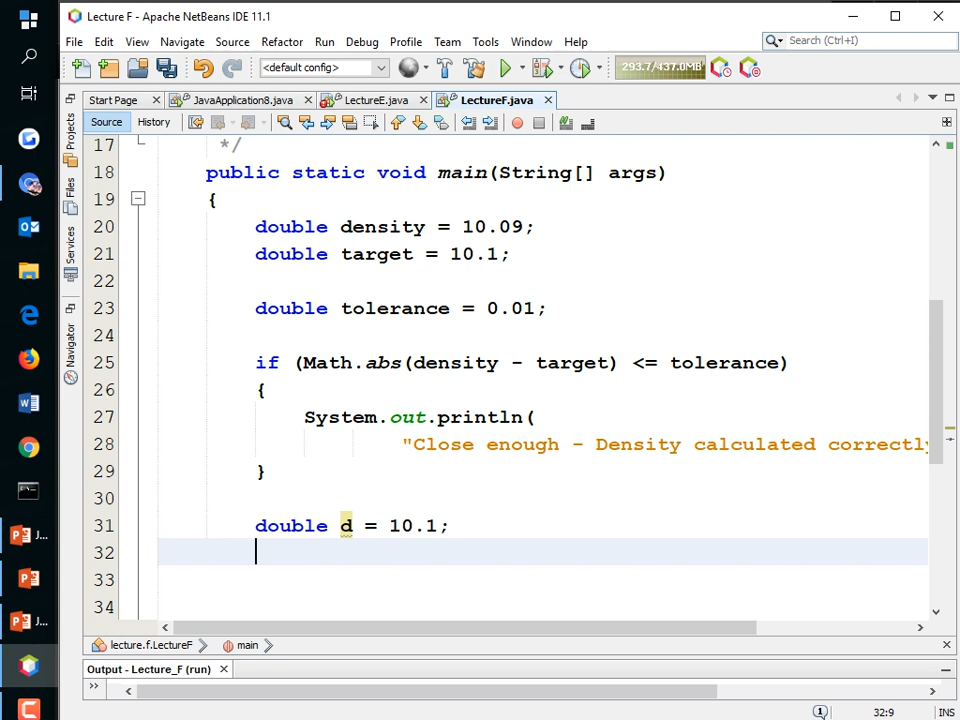 Lecture F - Apache NetBeans IDE 11.1
File Edit View Navigate Source Refactor Run Debug Profile Team Tools Window Help
Search (Ctrl+I)
<default config>
293.7/437.0MB
Start Page JavaApplication8.java LectureE.java LectureF.java
Source History
Projects
Files
Services
Navigator
17 */
18 public static void main(String[] args)
19 {
20 double density = 10.09;
21 double target = 10.1;
22
23 double tolerance = 0.01;
24
25 if (Math.abs(density - target) <= tolerance)
26 {
27 System.out.println(
28 "Close enough - Density calculated correctly
29 }
30
31 double d = 10.1;
32
33
34
J...
J...
lecture.f.LectureF main
Output - Lecture_F (run)
1 32:9 INS